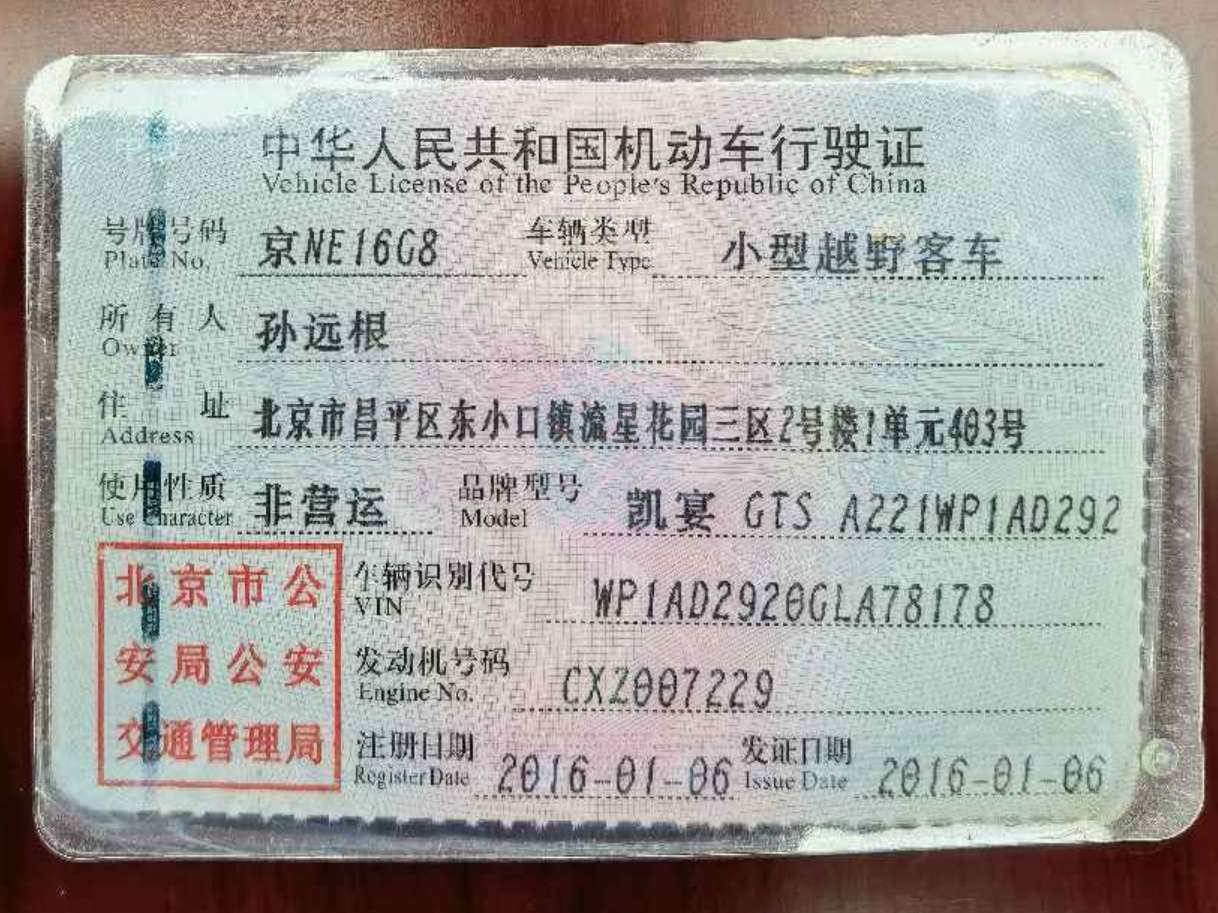 中华人民共和国机动车行驶证
Vehicle License of the People's Republic of China
号牌号码 京NE16G8 车辆类型 小型越野客车
Plate No. Vehicle Type
所有人 孙远根
Owner
住址 北京市昌平区东小口镇流星花园三区2号楼1单元403号
Address
使用性质 非营运 品牌型号 凯宴 GTS A221WP1AD292
Use Character Model
北京市公 车辆识别代号 WP1AD2920GLA78178
VIN
安局公安 发动机号码 CXZ007229
Engine No.
交通管理局 注册日期 2016-01-06 发证日期 2016-01-06
Register Date Issue Date